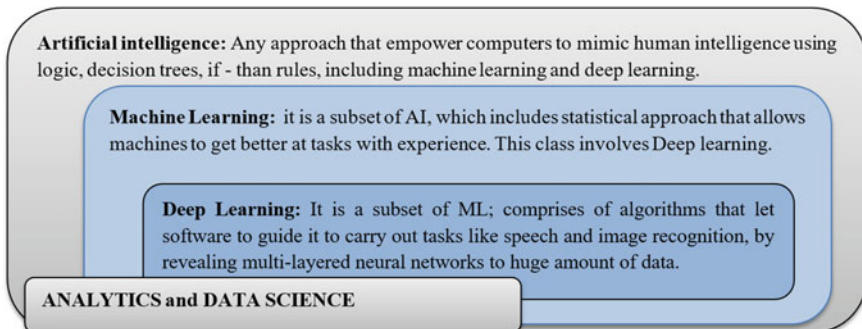 Artificial intelligence: Any approach that empower computers to mimic human intelligence using
logic, decision trees, if - than rules, including machine learning and deep learning.
Machine Learning: it is a subset of AI, which includes statistical approach that allows
machines to get better at tasks with experience. This class involves Deep learning.
Deep Learning: It is a subset of ML; comprises of algorithms that let
software to guide it to carry out tasks like speech and image recognition, by
revealing multi-layered neural networks to huge amount of data.
ANALYTICS and DATA SCIENCE